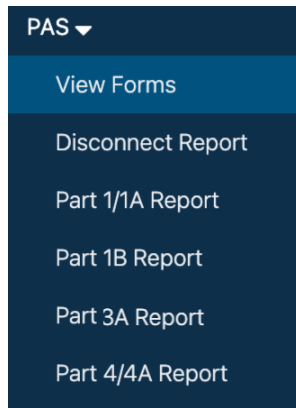 PAS
View Forms
Disconnect Report
Part 1/1A Report
Part 1B Report
Part 3A Report
Part 4/4A Report